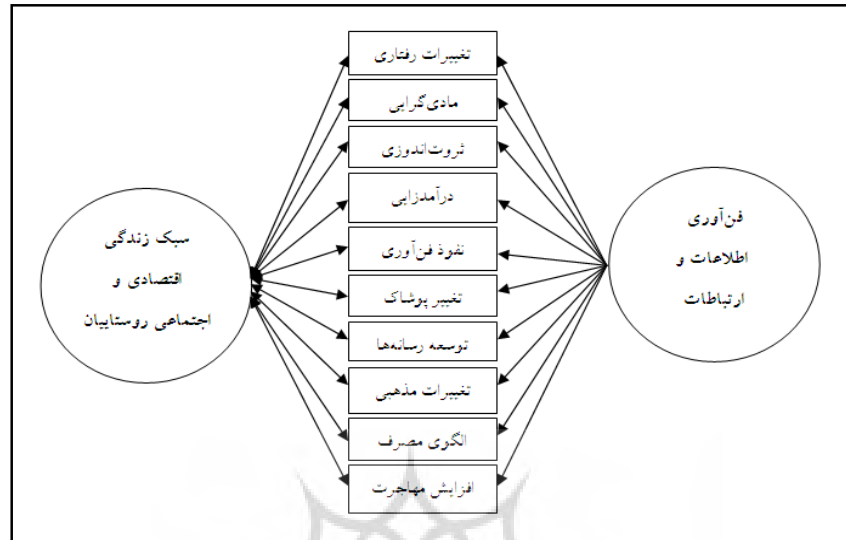 تغییرات رفتاری
مادی‌گرایی
ثروت‌اندوزی
درآمدزایی
نفوذ فن‌آوری
تغییر پوشاک
توسعه رسانه‌ها
تغییرات مذهبی
الگوی مصرف
افزایش مهاجرت
فن‌آوری
اطلاعات و
ارتباطات
سبک زندگی
اقتصادی و
اجتماعی روستاییان